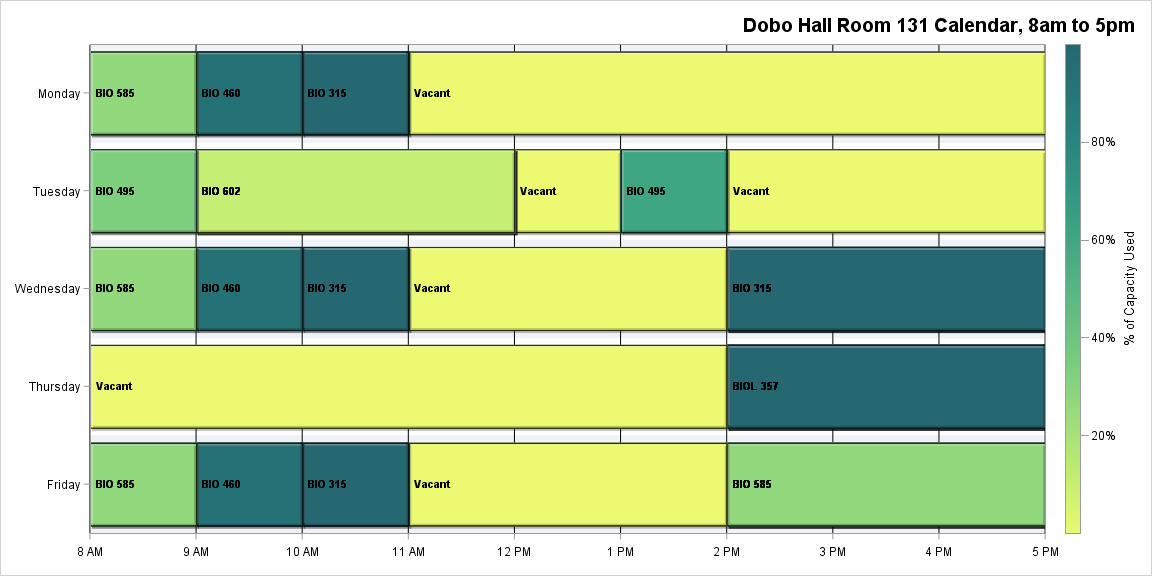 Dobo Hall Room 131 Calendar, 8am to 5pm
Monday
BIO 585
BIO 460
BIO 315
Vacant
Tuesday
BIO 495
BIO 602
Vacant
BIO 495
Vacant
Wednesday
BIO 585
BIO 460
BIO 315
Vacant
BIO 315
Thursday
Vacant
BIOL 357
Friday
BIO 585
BIO 460
BIO 315
Vacant
BIO 585
8 AM
9 AM
10 AM
11 AM
12 PM
1 PM
2 PM
3 PM
4 PM
5 PM
80%
60%
40%
20%
% of Capacity Used